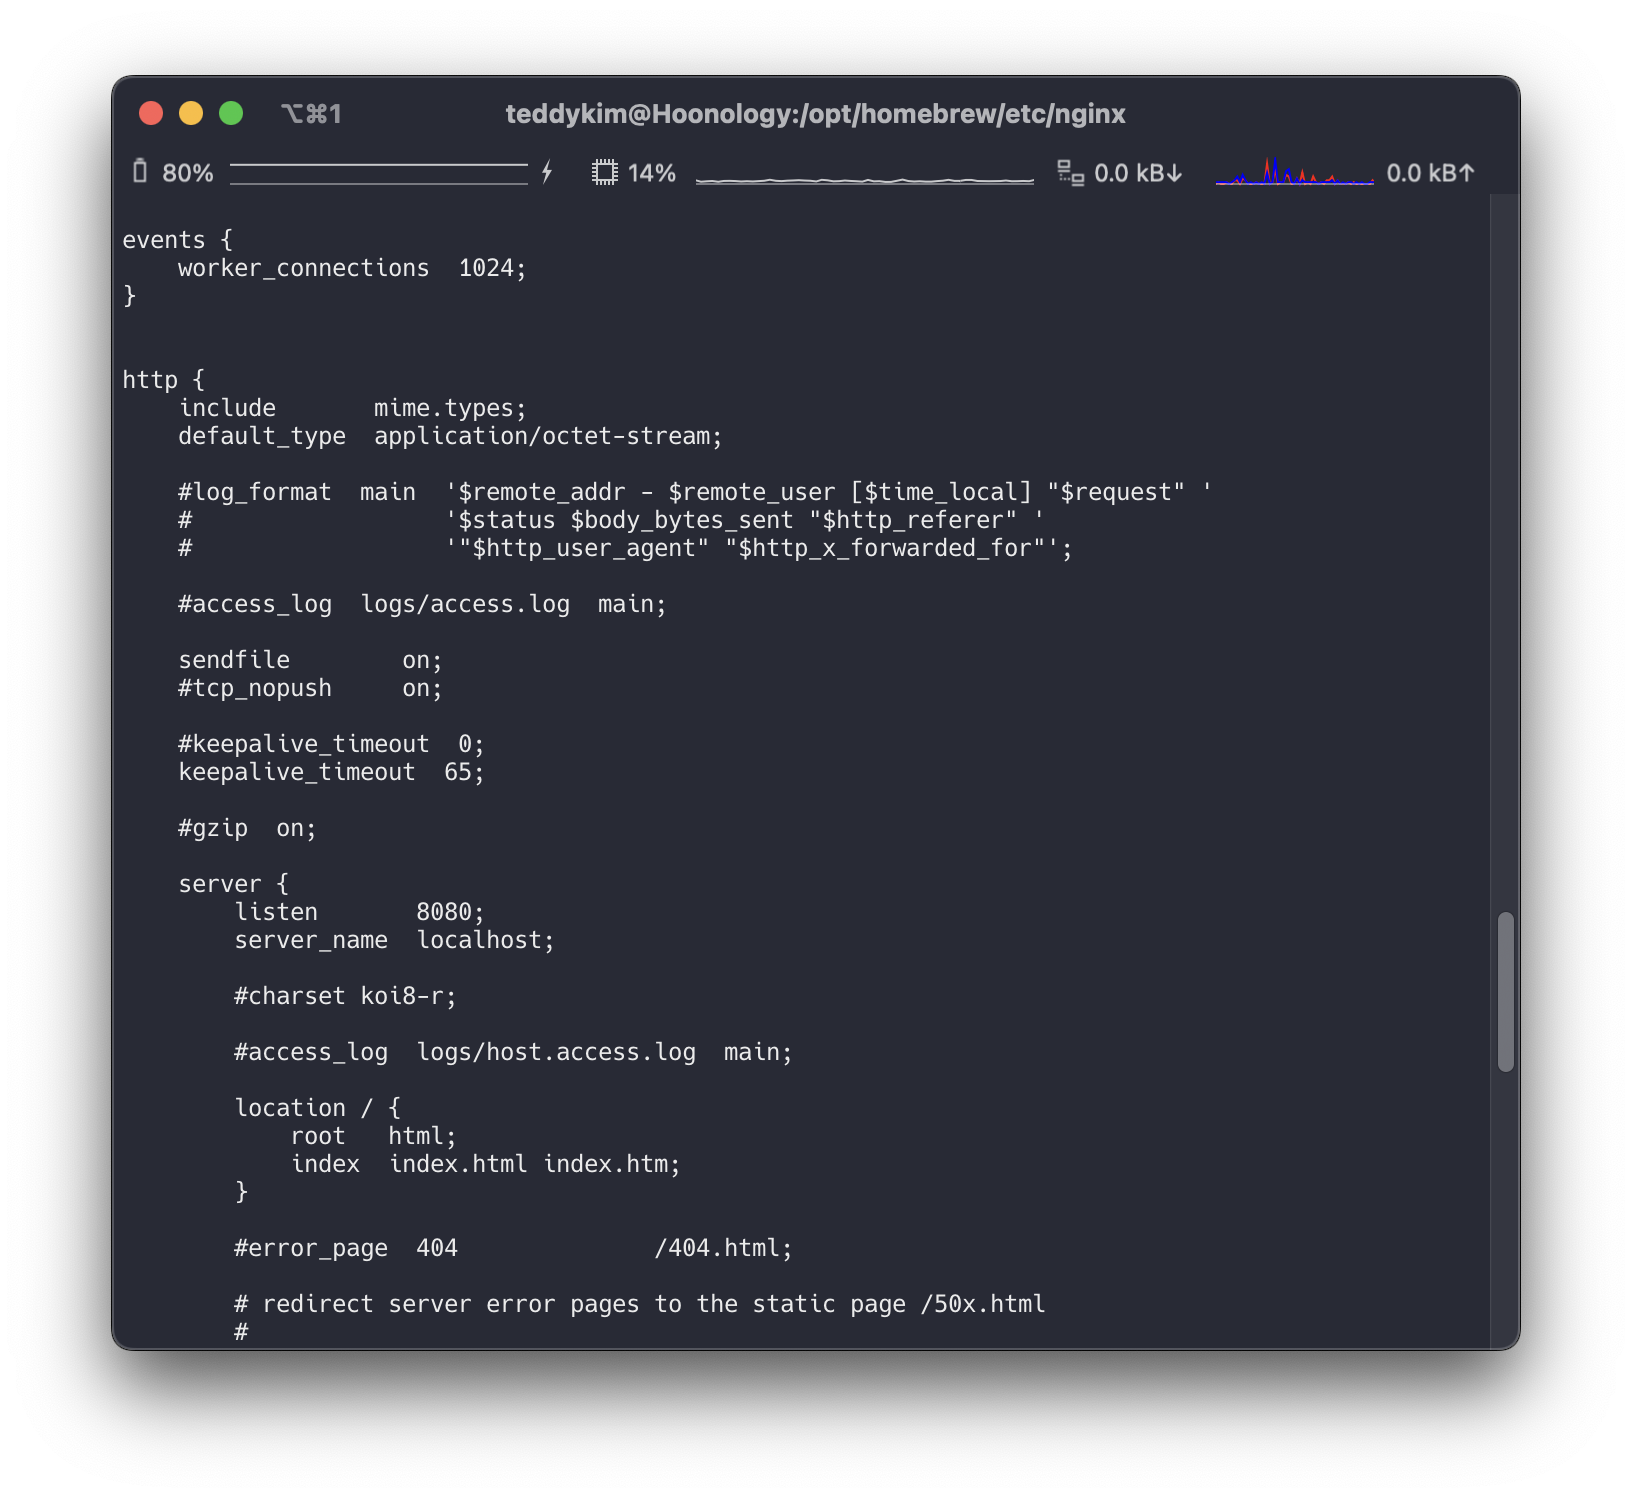 ⌥⌘1 teddykim@Hoonology:/opt/homebrew/etc/nginx
80% 14% 0.0 kB↓ 0.0 kB↑
events {
    worker_connections  1024;
}
http {
    include       mime.types;
    default_type  application/octet-stream;
    #log_format  main  '$remote_addr - $remote_user [$time_local] "$request" '
    #                  '$status $body_bytes_sent "$http_referer" '
    #                  '"$http_user_agent" "$http_x_forwarded_for"';
    #access_log  logs/access.log  main;
    sendfile        on;
    #tcp_nopush     on;
    #keepalive_timeout  0;
    keepalive_timeout  65;
    #gzip  on;
    server {
        listen       8080;
        server_name  localhost;
        #charset koi8-r;
        #access_log  logs/host.access.log  main;
        location / {
            root   html;
            index  index.html index.htm;
        }
        #error_page  404              /404.html;
        # redirect server error pages to the static page /50x.html
        #